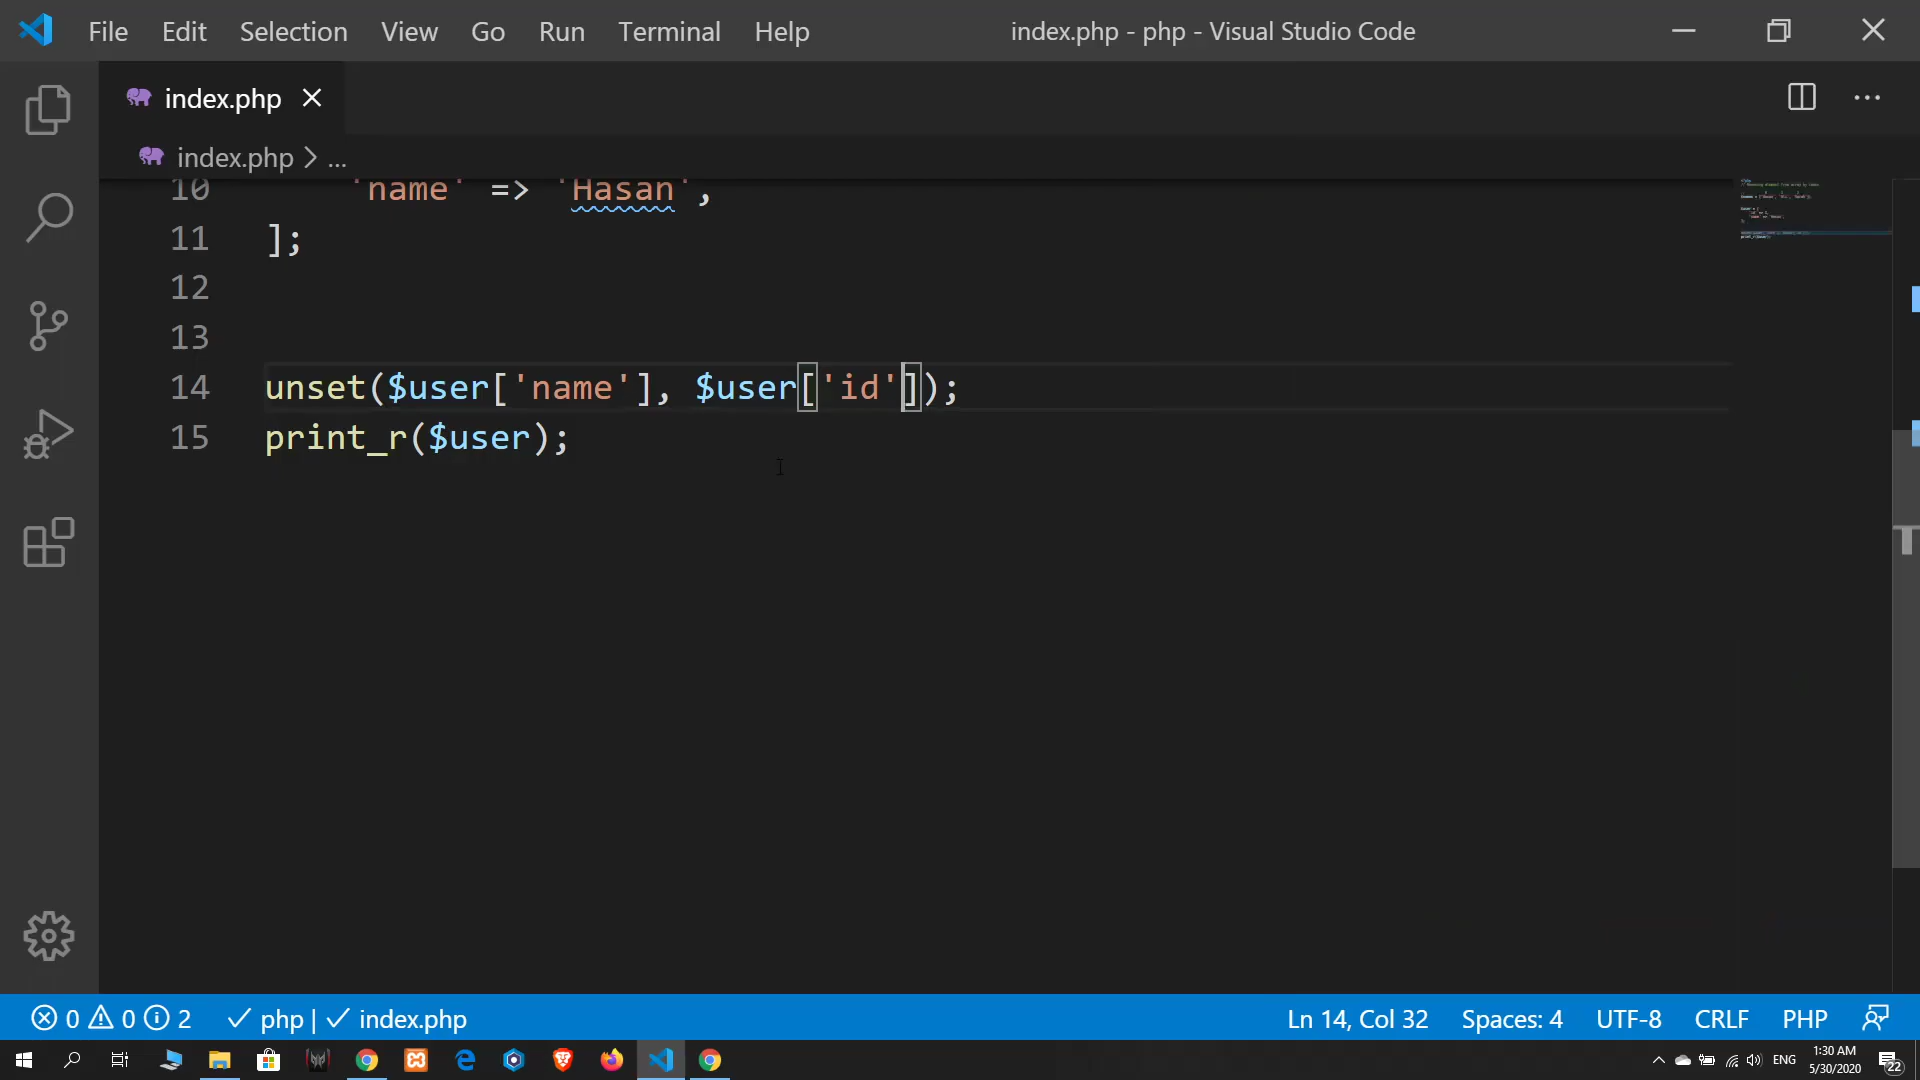 File Edit Selection View Go Run Terminal Help index.php - php - Visual Studio Code
index.php
index.php > ...
10 'name' => 'Hasan',
11 ];
12
13
14 unset($user['name'], $user['id']);
15 print_r($user);
0 0 2 php | index.php Ln 14, Col 32 Spaces: 4 UTF-8 CRLF PHP
ENG 1:30 AM
5/30/2020 22